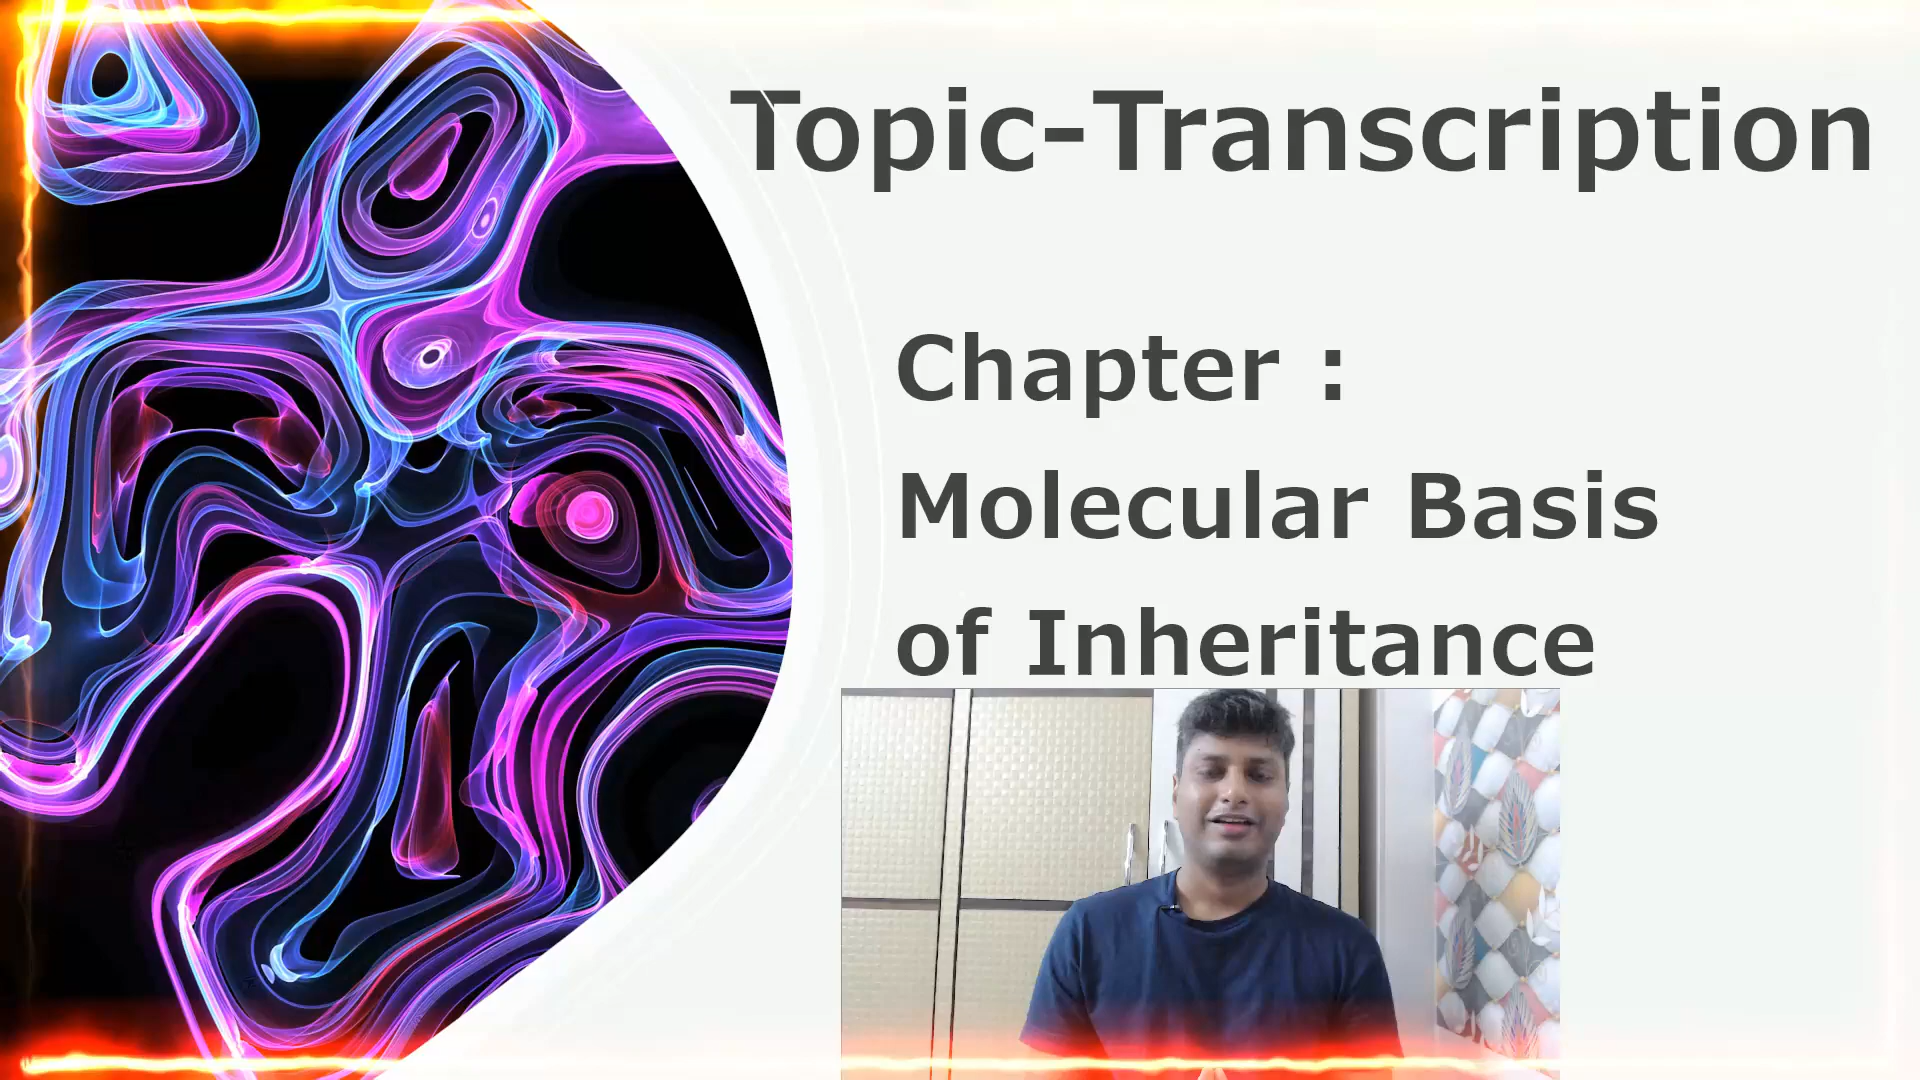 Topic-Transcription
Chapter :
Molecular Basis
of Inheritance